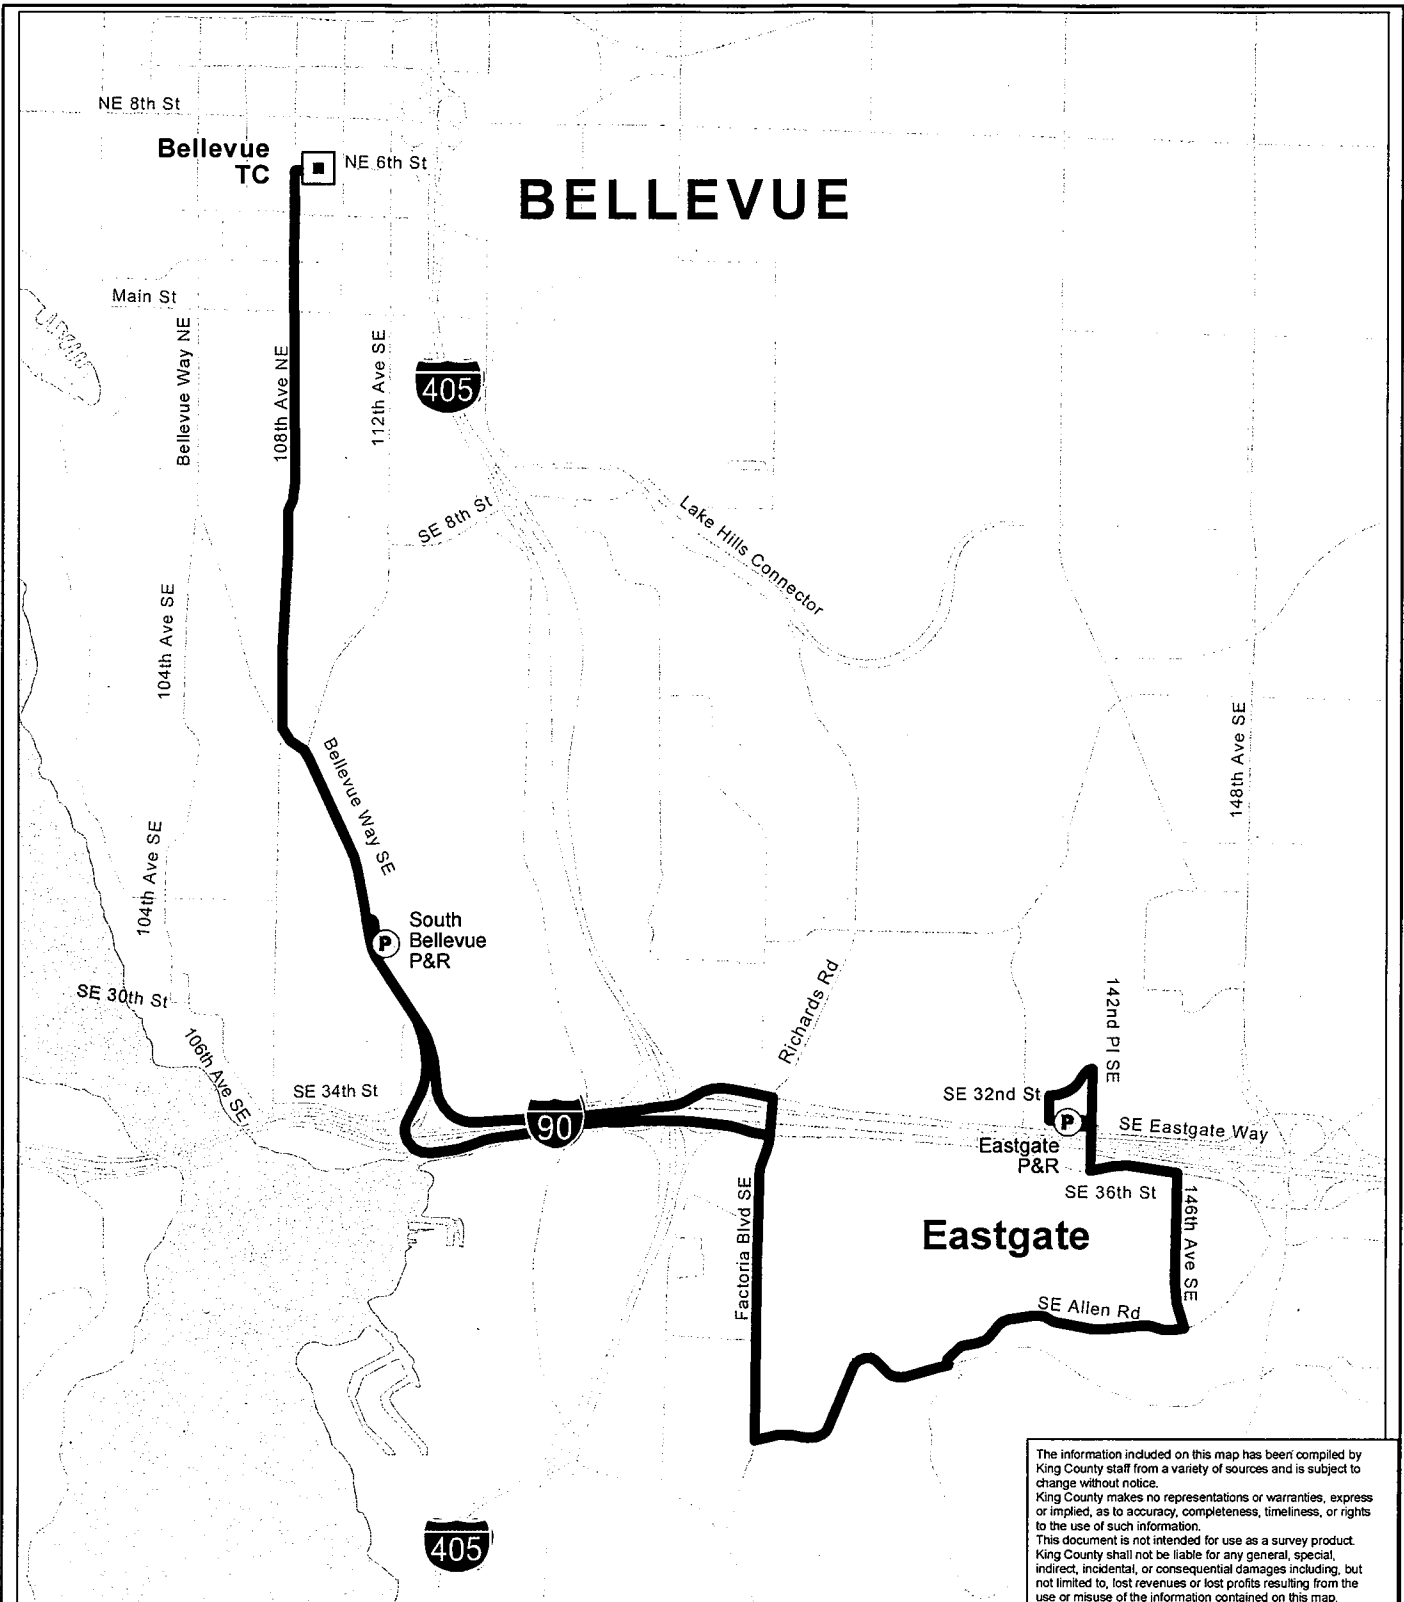 NE 8th St
Bellevue
TC
NE 6th St
BELLEVUE
Main St
Bellevue Way NE
108th Ave NE
112th Ave SE
405
SE 8th St
Lake Hills Connector
104th Ave SE
148th Ave SE
Bellevue Way SE
104th Ave SE
P
South
Bellevue
P&R
SE 30th St
106th Ave SE
Richards Rd
142nd Pl SE
SE 34th St
90
SE 32nd St
P
SE Eastgate Way
Eastgate
P&R
SE 36th St
Factoria Blvd SE
146th Ave SE
Eastgate
SE Allen Rd
405
The information included on this map has been compiled by
King County staff from a variety of sources and is subject to
change without notice.
King County makes no representations or warranties, express
or implied, as to accuracy, completeness, timeliness, or rights
to the use of such information.
This document is not intended for use as a survey product.
King County shall not be liable for any general, special,
indirect, incidental, or consequential damages including, but
not limited to, lost revenues or lost profits resulting from the
use or misuse of the information contained on this map.